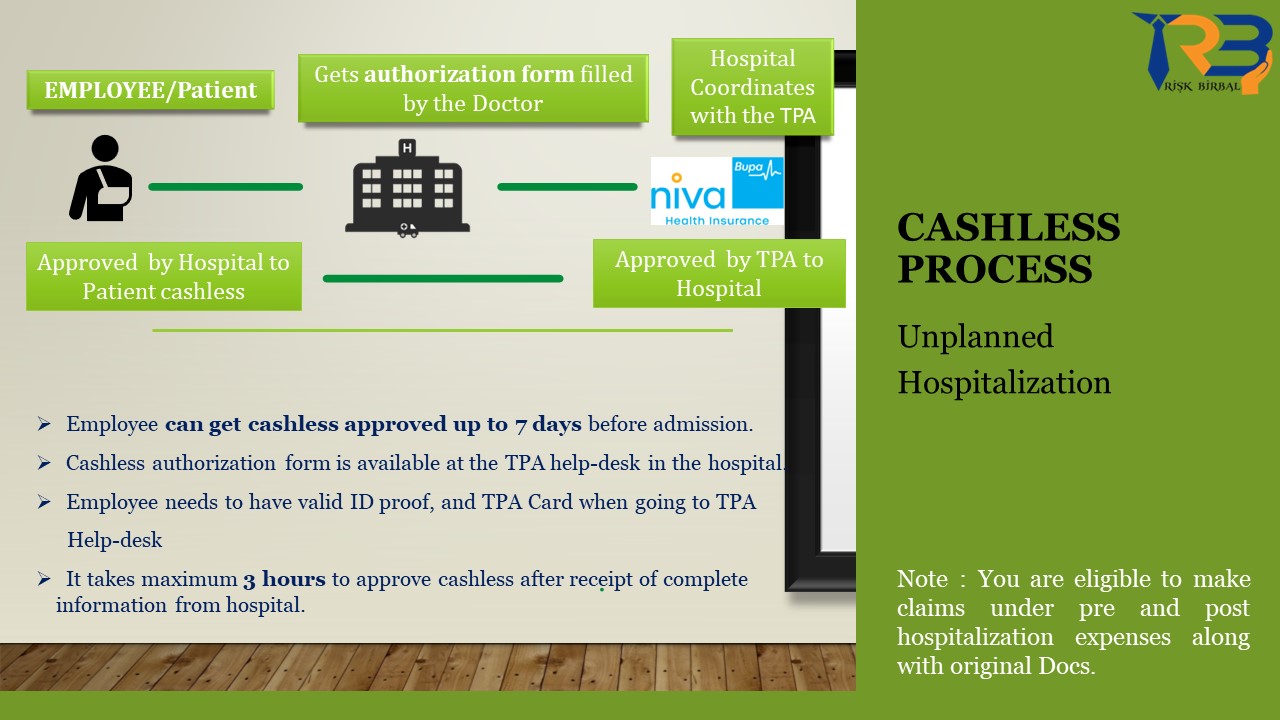 EMPLOYEE/Patient
Gets authorization form filled
by the Doctor
Hospital
Coordinates
with the TPA
H
niva
Bupa
Health Insurance
Approved by Hospital to
Patient cashless
Approved by TPA to
Hospital
➢ Employee can get cashless approved up to 7 days before admission.
➢ Cashless authorization form is available at the TPA help-desk in the hospital.
➢ Employee needs to have valid ID proof, and TPA Card when going to TPA
Help-desk
➢ It takes maximum 3 hours to approve cashless after receipt of complete
information from hospital.
RB
RISK BIRBAL
CASHLESS
PROCESS
Unplanned
Hospitalization
Note : You are eligible to make
claims under pre and post
hospitalization expenses along
with original Docs.